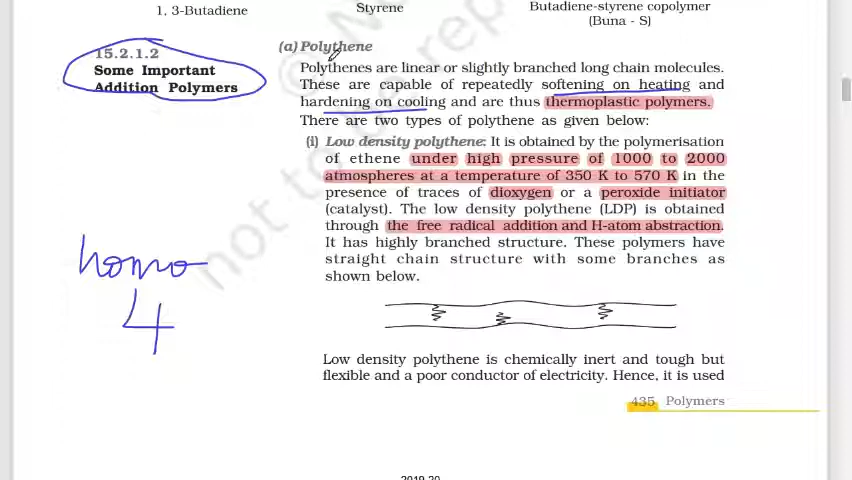 1, 3-Butadiene
Styrene
Butadiene-styrene copolymer
(Buna - S)
15.2.1.2
Some Important
Addition Polymers
(a) Polythene
Polythenes are linear or slightly branched long chain molecules.
These are capable of repeatedly softening on heating and
hardening on cooling and are thus thermoplastic polymers.
There are two types of polythene as given below:
(i) Low density polythene: It is obtained by the polymerisation
of ethene under high pressure of 1000 to 2000
atmospheres at a temperature of 350 K to 570 K in the
presence of traces of dioxygen or a peroxide initiator
(catalyst). The low density polythene (LDP) is obtained
through the free radical addition and H-atom abstraction.
It has highly branched structure. These polymers have
straight chain structure with some branches as
shown below.
homo
4
Low density polythene is chemically inert and tough but
flexible and a poor conductor of electricity. Hence, it is used
435 Polymers
2019-20
not to be rep